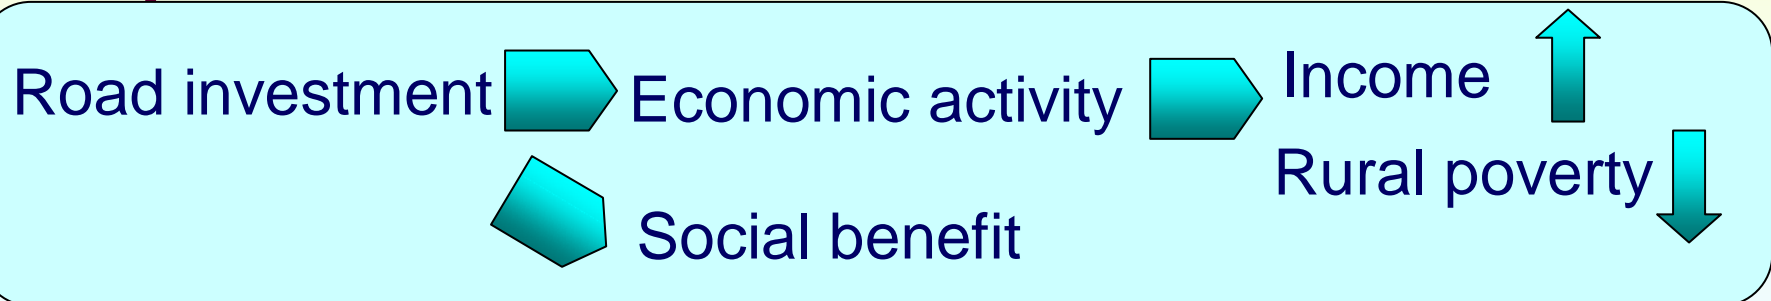 Road investment
Economic activity
Income
Rural poverty
Social benefit